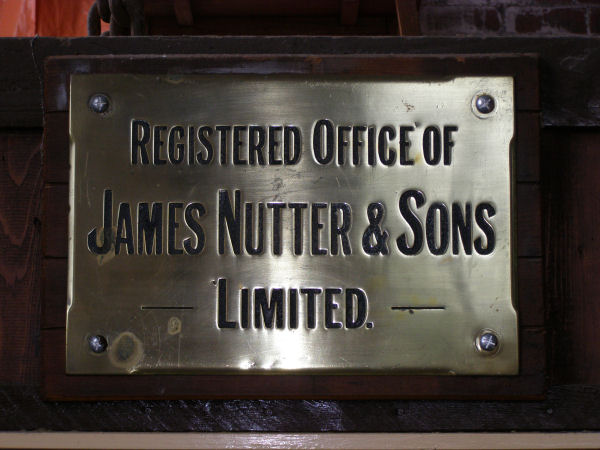 Registered Office of
James Nutter & Sons
Limited.